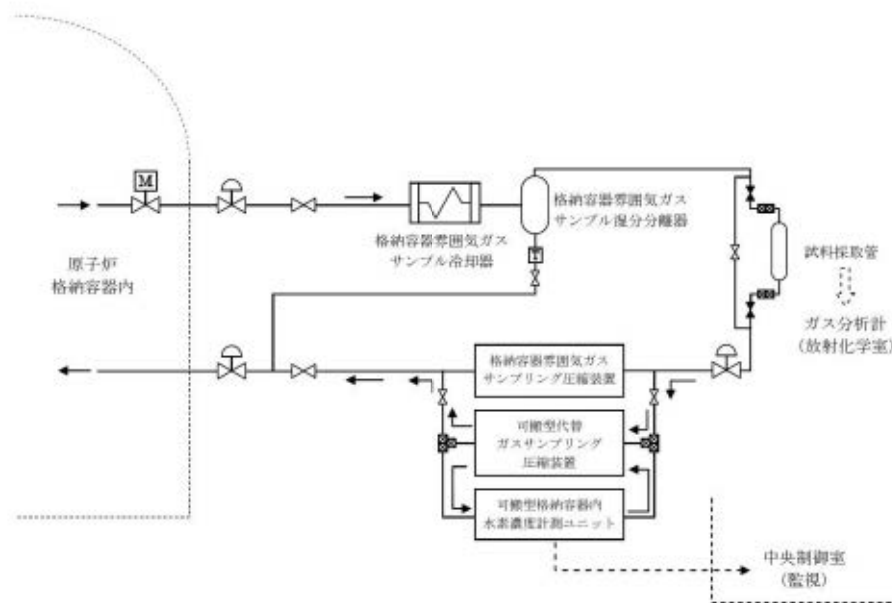 M
格納容器雰囲気ガス
サンプル湿分分離器
格納容器雰囲気ガス
サンプル冷却器
T
原子炉
格納容器内
試料採取管
ガス分析計
(放射化学室)
格納容器雰囲気ガス
サンプリング圧縮装置
可搬型代替
ガスサンプリング
圧縮装置
可搬型格納容器内
水素濃度計測ユニット
中央制御室
(監視)